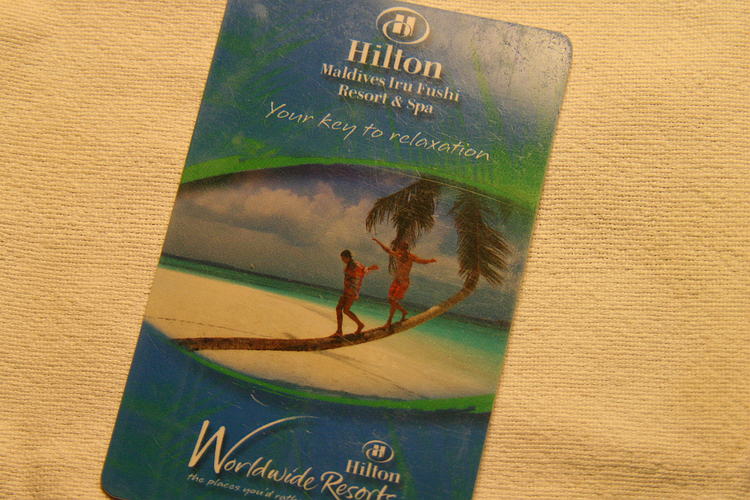 Hilton
Maldives Iru Fushi
Resort & Spa
Your key to relaxation
Hilton
Worldwide Resorts
the places you'd